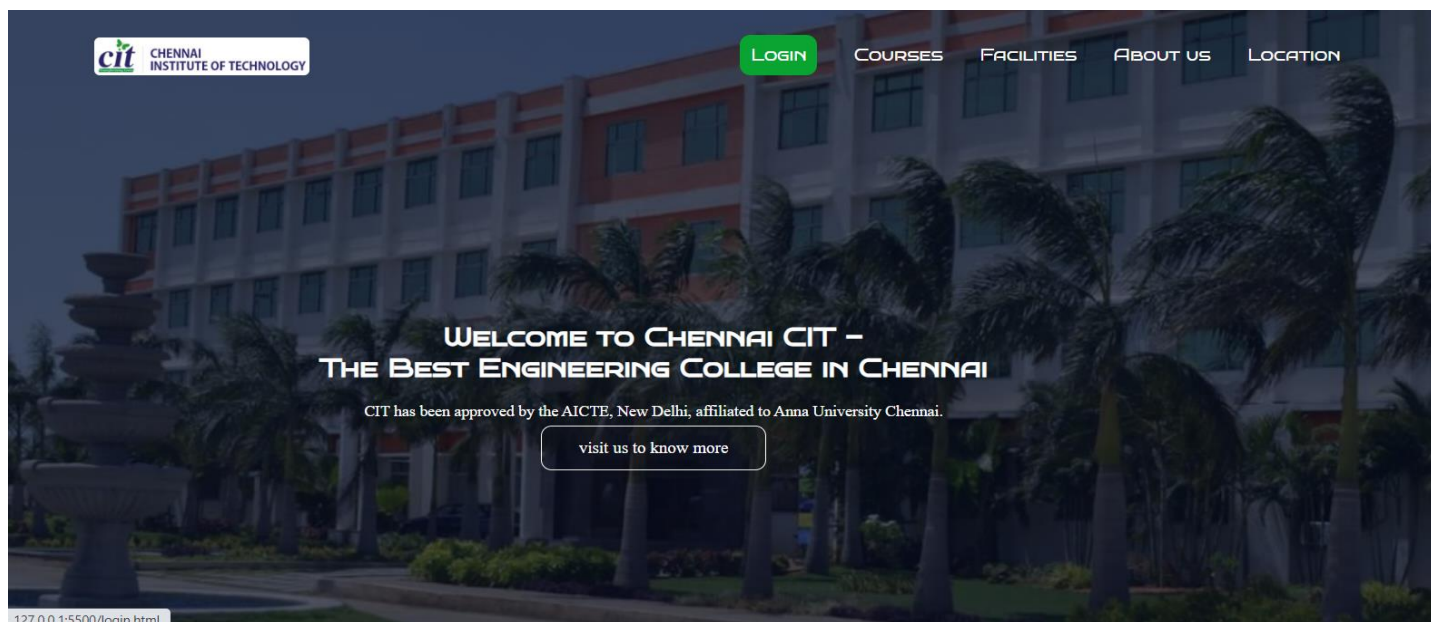 cit
CHENNAI
INSTITUTE OF TECHNOLOGY
LOGIN COURSES FACILITIES ABOUT US LOCATION
WELCOME TO CHENNAI CIT –
THE BEST ENGINEERING COLLEGE IN CHENNAI
CIT has been approved by the AICTE, New Delhi, affiliated to Anna University Chennai.
visit us to know more
127.0.0.1:5500/login.html